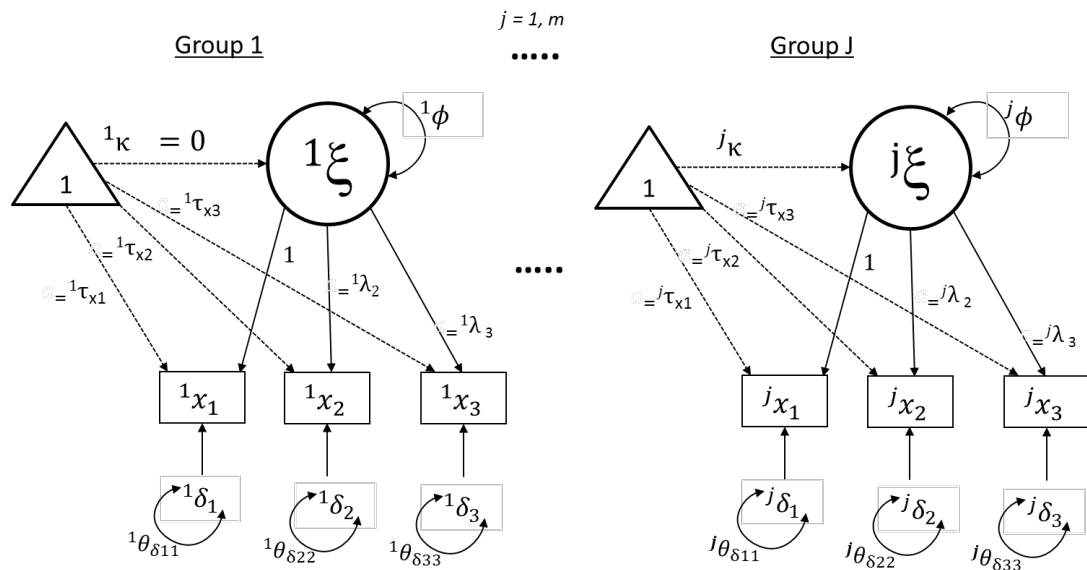 j = 1, m
Group 1
Group J
¹ϕ
ʲϕ
¹κ = 0
ʲκ
¹ξ
ʲξ
1
1
=¹τₓ₃
=ʲτₓ₃
=¹τₓ₂
=ʲτₓ₂
1
1
=¹τₓ₁
=ʲτₓ₁
=¹λ₂
=ʲλ₂
=¹λ₃
=ʲλ₃
¹x₁ ¹x₂ ¹x₃
ʲx₁ ʲx₂ ʲx₃
¹δ₁ ¹δ₂ ¹δ₃
ʲδ₁ ʲδ₂ ʲδ₃
¹θδ₁₁ ¹θδ₂₂ ¹θδ₃₃
ʲθδ₁₁ ʲθδ₂₂ ʲθδ₃₃